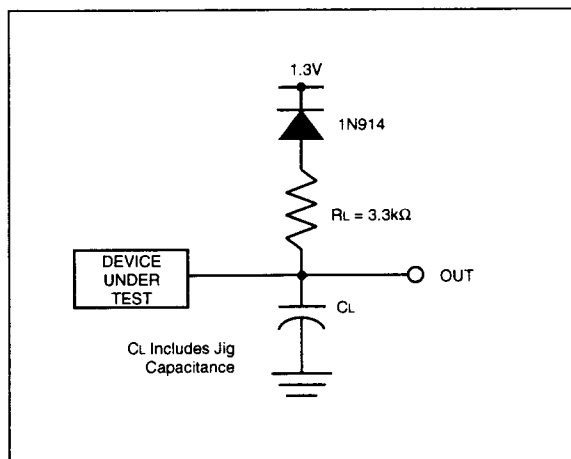 1.3V
1N914
RL = 3.3kΩ
DEVICE
UNDER
TEST
OUT
CL
CL Includes Jig
Capacitance